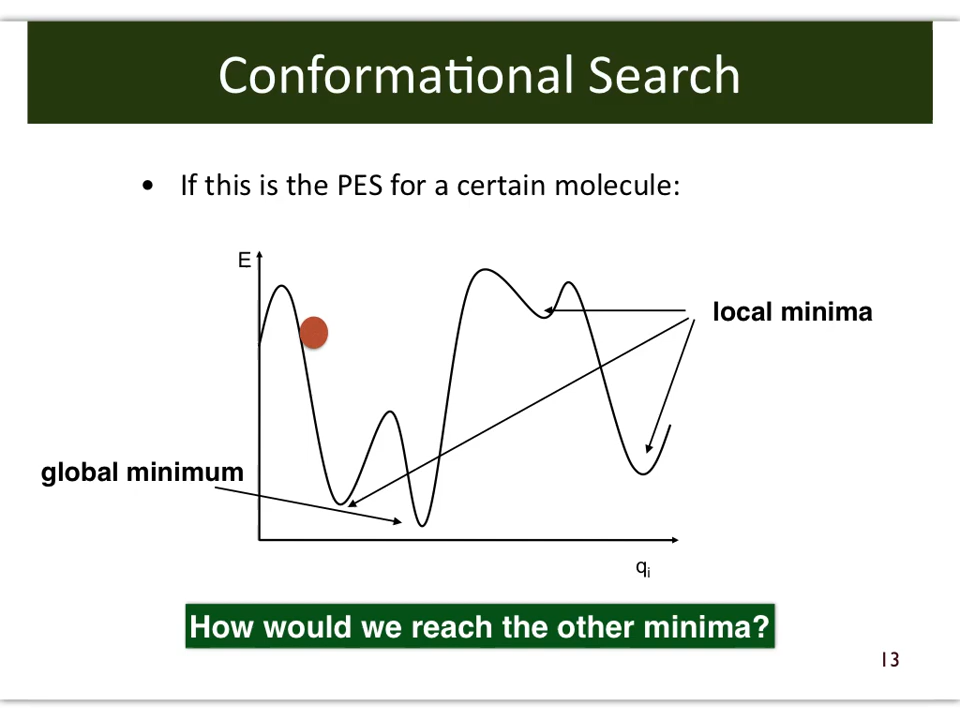 Conformational Search
• If this is the PES for a certain molecule:
E
local minima
global minimum
qi
How would we reach the other minima?
13